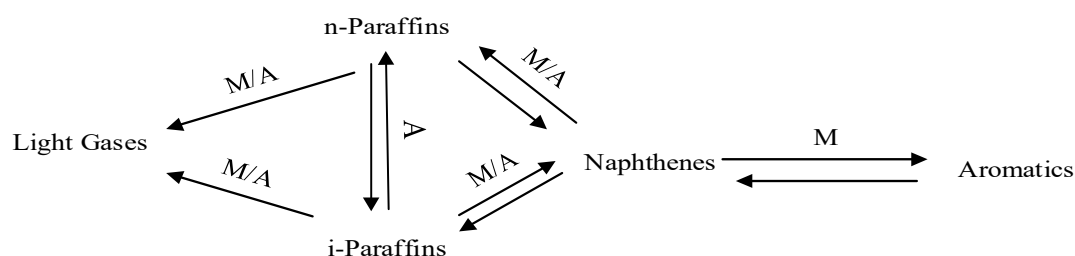 n-Paraffins
M/A
M/A
Light Gases
A
M
M/A
M/A
Naphthenes
Aromatics
i-Paraffins